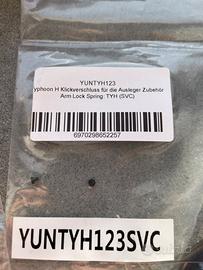 YUNTYH123
yphoon H Klickverschluss für die Ausleger Zubehör
Arm Lock Spring: TYH (SVC)
6970298652257
YUNTYH123SVC